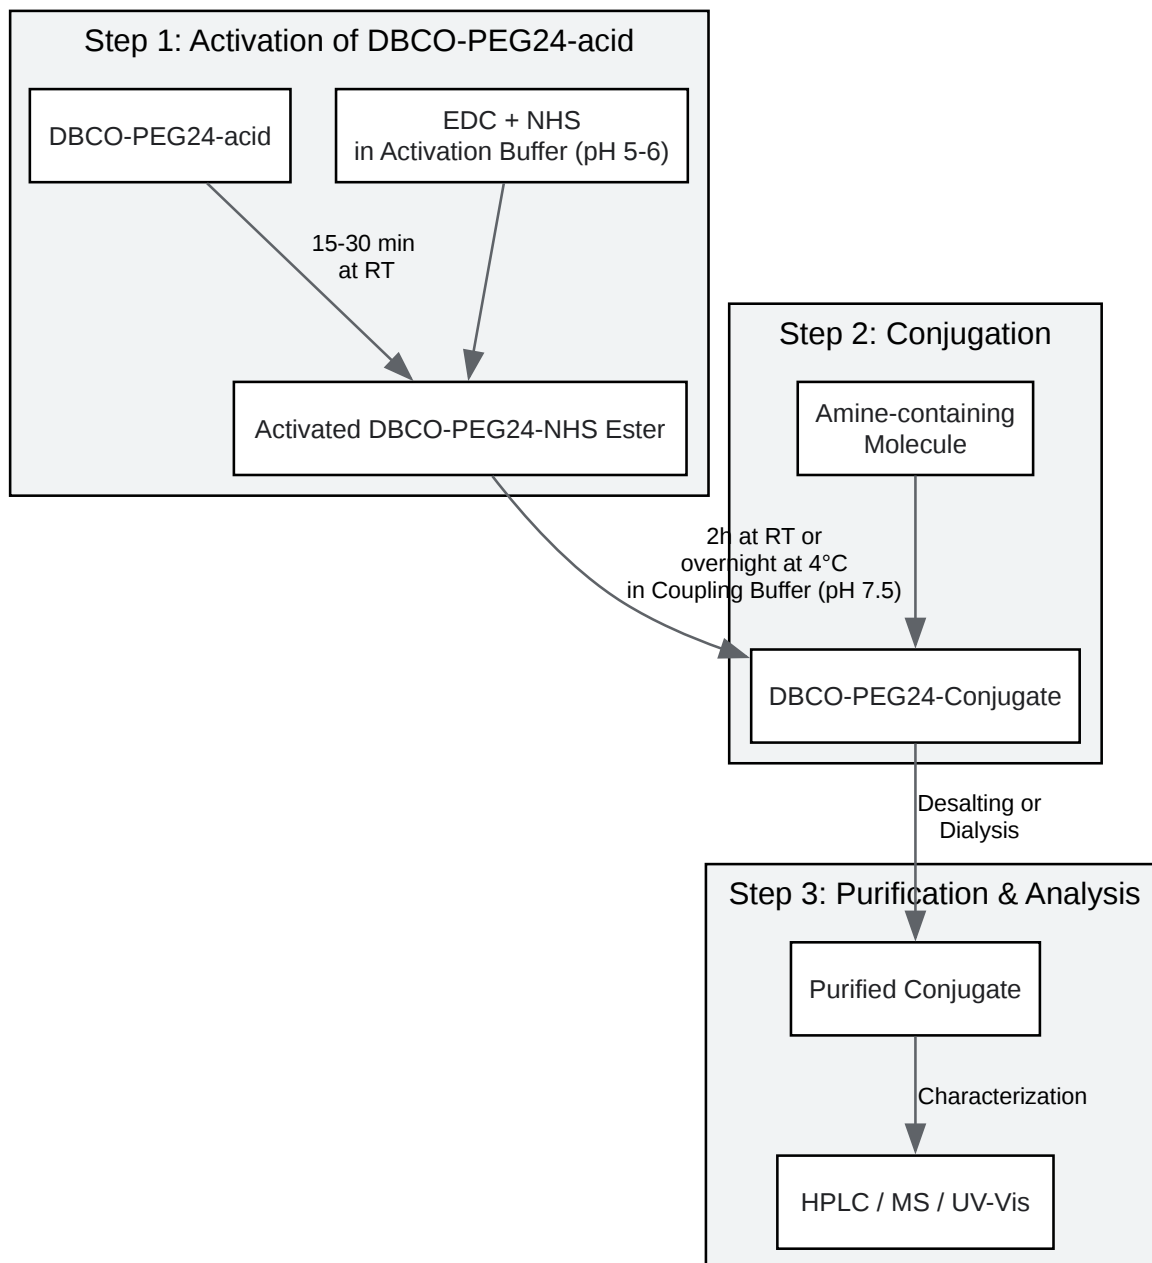 Step 1: Activation of DBCO-PEG24-acid
DBCO-PEG24-acid
EDC + NHS
in Activation Buffer (pH 5-6)
15-30 min
at RT
Activated DBCO-PEG24-NHS Ester
Step 2: Conjugation
Amine-containing
Molecule
2h at RT or
overnight at 4°C
in Coupling Buffer (pH 7.5)
DBCO-PEG24-Conjugate
Desalting or
Dialysis
Step 3: Purification & Analysis
Purified Conjugate
Characterization
HPLC / MS / UV-Vis